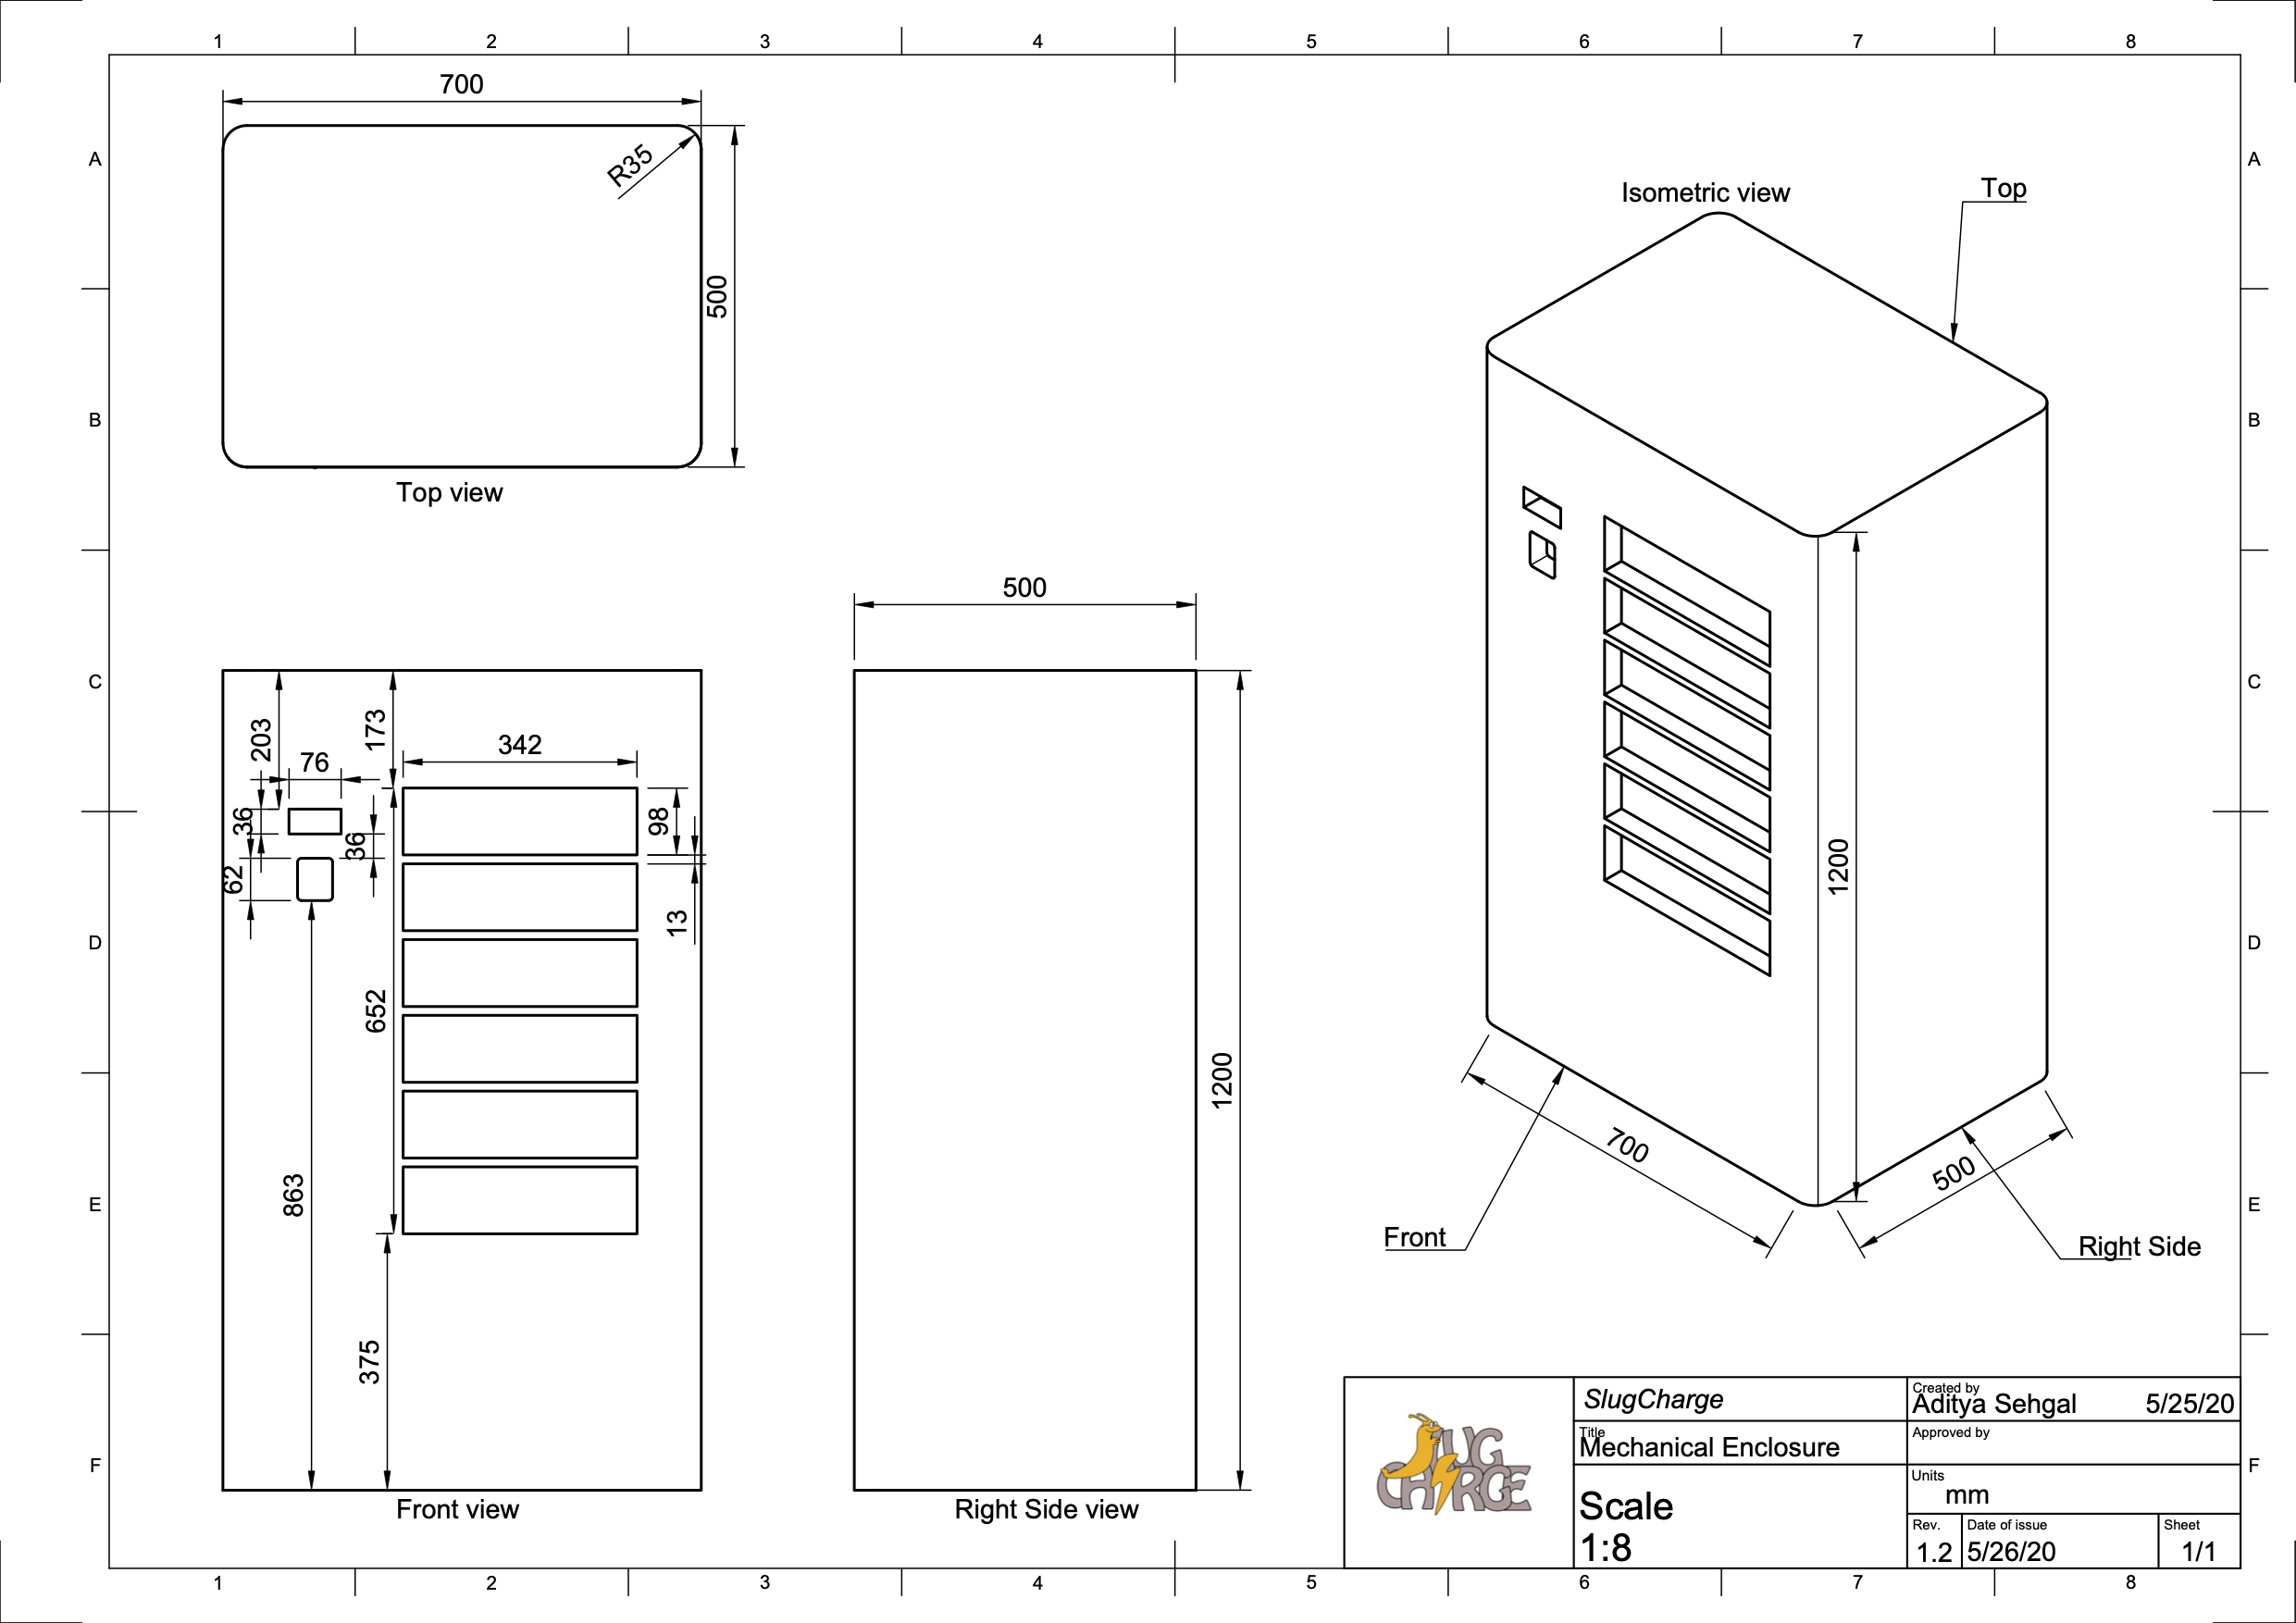 1 2 3 4 5 6 7 8
700
A
R35
A
Isometric view
Top
500
B
B
Top view
500
C
C
203
173
76
342
36
36
98
62
13
1200
D
D
652
1200
863
700
500
E
E
Front
Right Side
375
F
F
Front view
Right Side view
UG
CHARGE
SlugCharge
Title
Mechanical Enclosure
Scale
1:8
Created by
Aditya Sehgal 5/25/20
Approved by
Units
mm
Rev. Date of issue Sheet
1.2 5/26/20 1/1
1 2 3 4 5 6 7 8